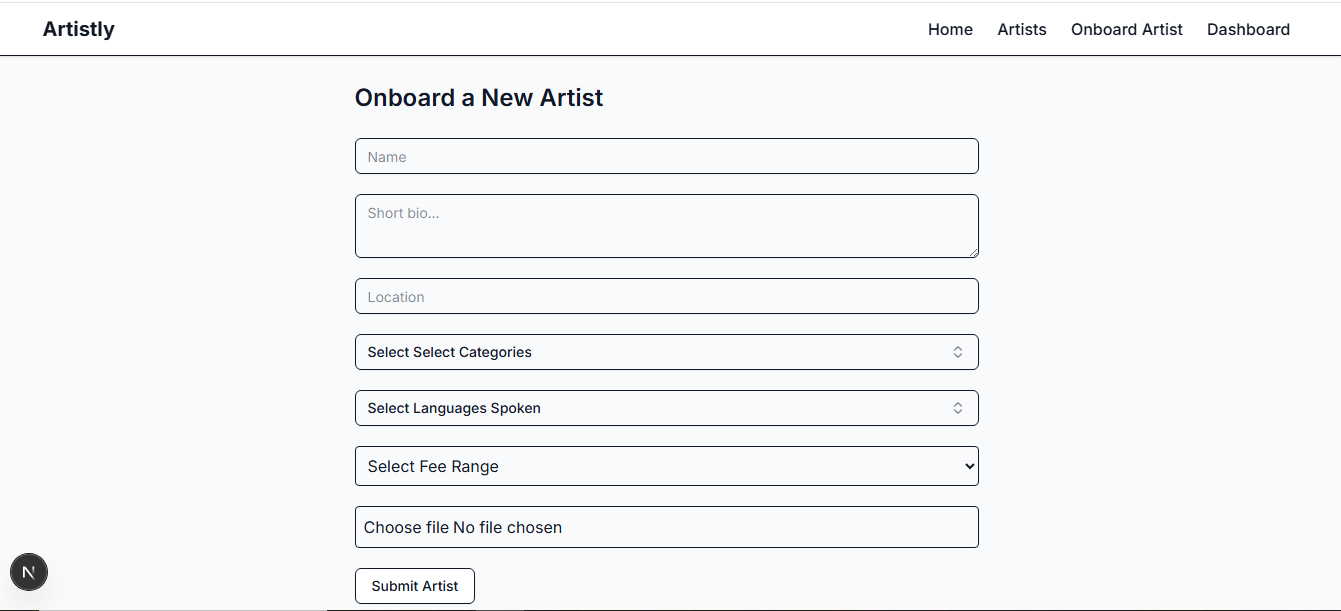 Artistly
Home Artists Onboard Artist Dashboard
Onboard a New Artist
Name
Short bio...
Location
Select Select Categories
Select Languages Spoken
Select Fee Range
Choose file No file chosen
N
Submit Artist